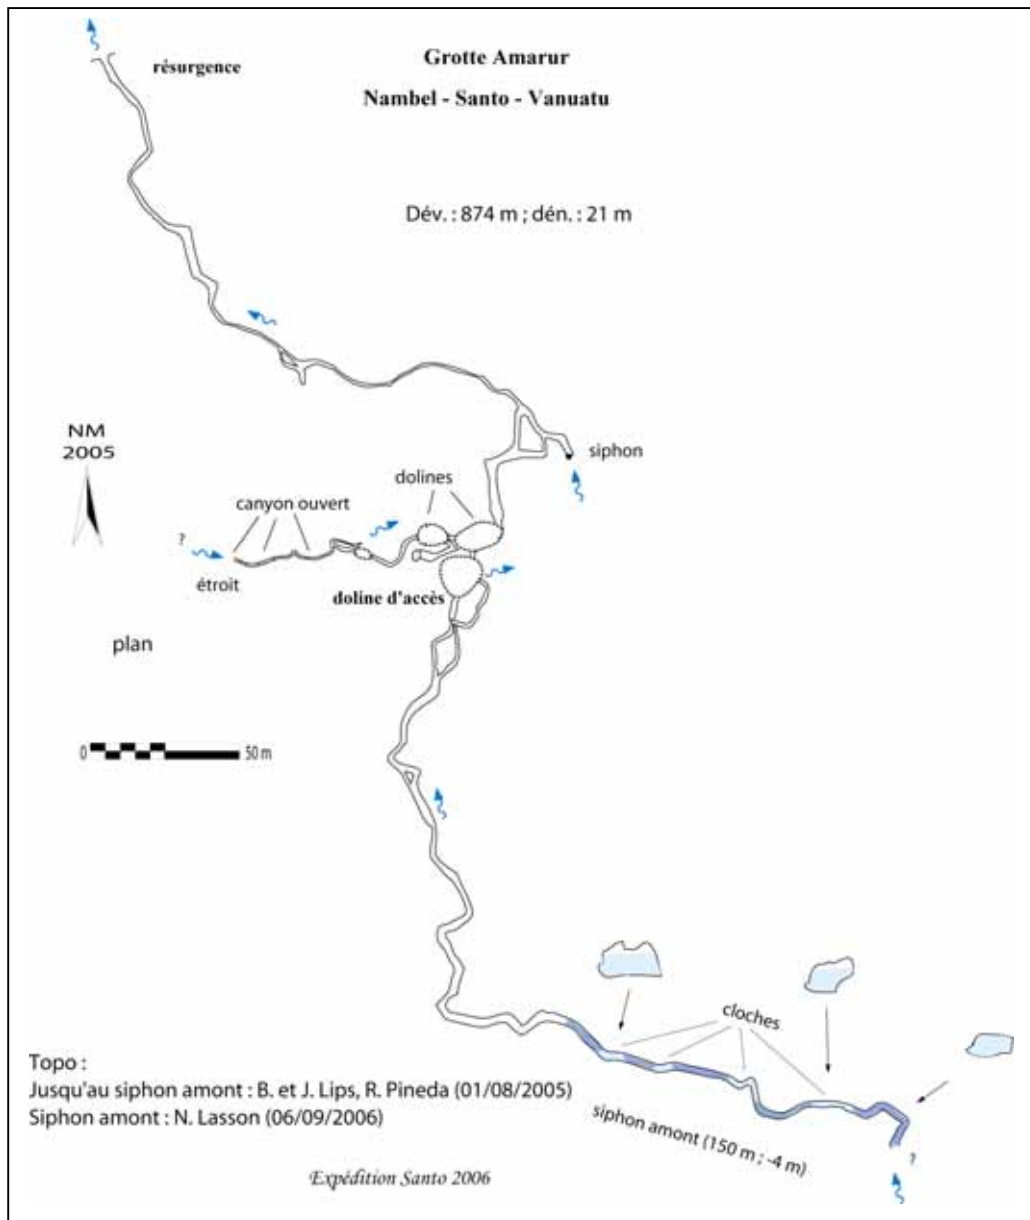 résurgence
Grotte Amarur
Nambel - Santo - Vanuatu
Dév. : 874 m ; dén. : 21 m
NM
2005
siphon
dolines
canyon ouvert
?
étroit
doline d'accès
plan
0
50 m
cloches
Topo :
Jusqu'au siphon amont : B. et J. Lips, R. Pineda (01/08/2005)
Siphon amont : N. Lasson (06/09/2006)
siphon amont (150 m ; -4 m)
?
Expédition Santo 2006